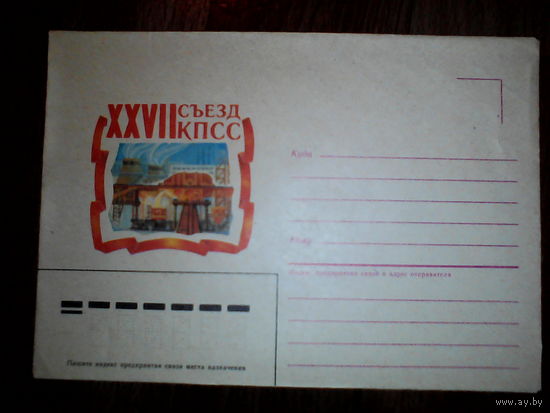 XXVII СЪЕЗД
КПСС
Куда
Кому
Индекс предприятия связи и адрес отправителя
Пишите индекс предприятия связи места назначения
www.ay.by